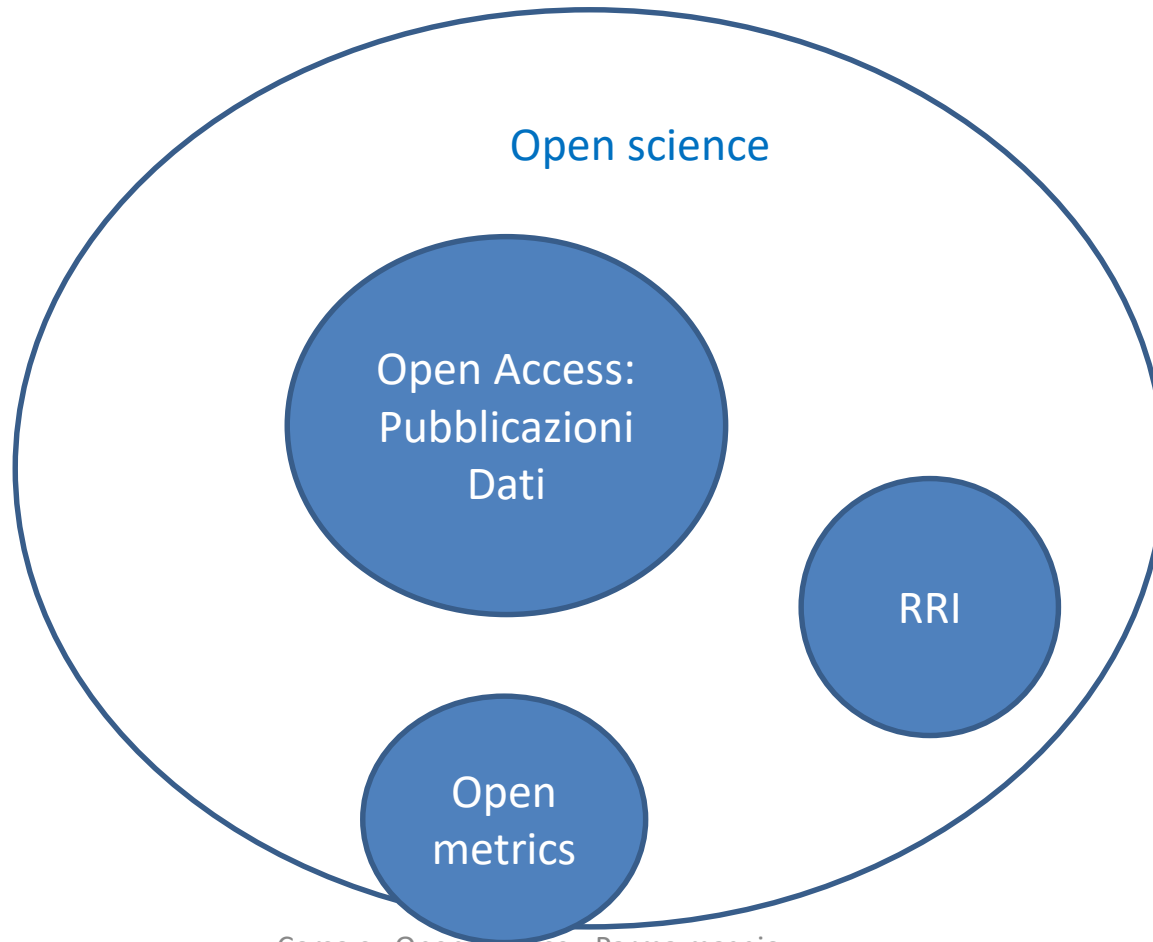 Open science
Open Access:
Pubblicazioni
Dati
RRI
Open
metrics